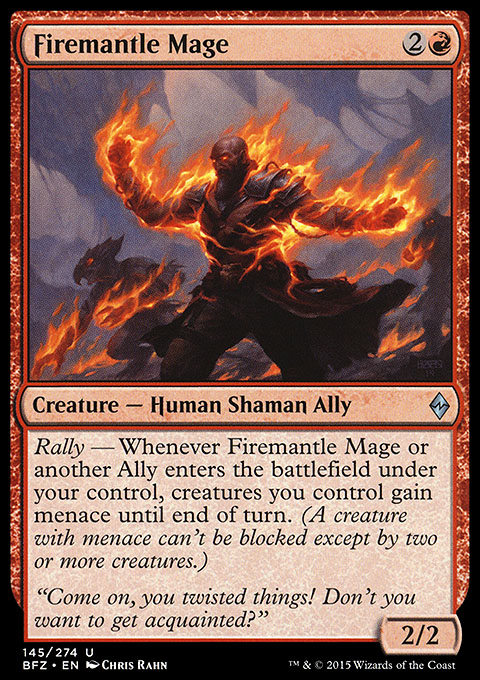 Firemantle Mage
2
Creature — Human Shaman Ally
Rally — Whenever Firemantle Mage or
another Ally enters the battlefield under
your control, creatures you control gain
menace until end of turn. (A creature
with menace can't be blocked except by two
or more creatures.)
“Come on, you twisted things! Don't you
want to get acquainted?”
2/2
145/274 U
BFZ • EN Chris Rahn
™ & © 2015 Wizards of the Coast